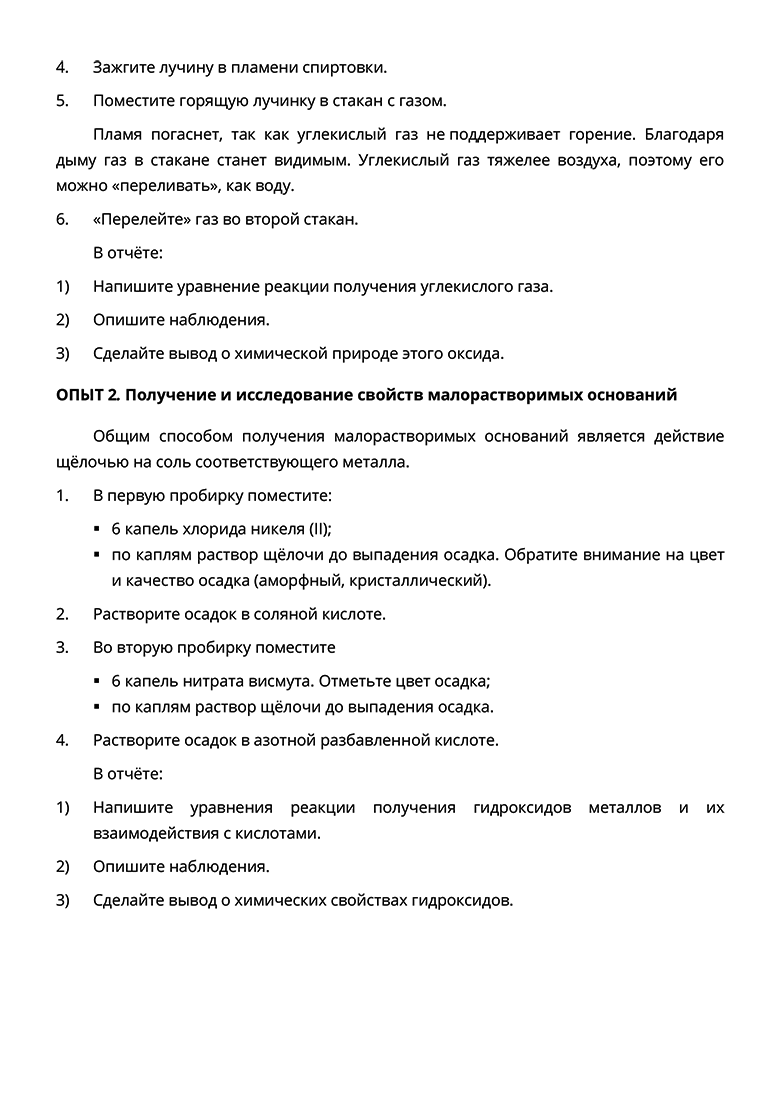 4. Зажгите лучину в пламени спиртовки.
5. Поместите горящую лучинку в стакан с газом.
Пламя погаснет, так как углекислый газ не поддерживает горение. Благодаря
дыму газ в стакане станет видимым. Углекислый газ тяжелее воздуха, поэтому его
можно «переливать», как воду.
6. «Перелейте» газ во второй стакан.
В отчёте:
1) Напишите уравнение реакции получения углекислого газа.
2) Опишите наблюдения.
3) Сделайте вывод о химической природе этого оксида.
ОПЫТ 2. Получение и исследование свойств малорастворимых оснований
Общим способом получения малорастворимых оснований является действие
щёлочью на соль соответствующего металла.
1. В первую пробирку поместите:
▪ 6 капель хлорида никеля (II);
▪ по каплям раствор щёлочи до выпадения осадка. Обратите внимание на цвет
и качество осадка (аморфный, кристаллический).
2. Растворите осадок в соляной кислоте.
3. Во вторую пробирку поместите
▪ 6 капель нитрата висмута. Отметьте цвет осадка;
▪ по каплям раствор щёлочи до выпадения осадка.
4. Растворите осадок в азотной разбавленной кислоте.
В отчёте:
1) Напишите уравнения реакции получения гидроксидов металлов и их
взаимодействия с кислотами.
2) Опишите наблюдения.
3) Сделайте вывод о химических свойствах гидроксидов.